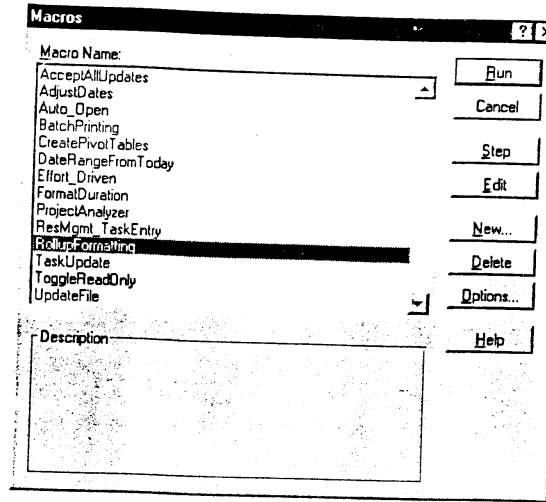 Macros
? X
Macro Name:
AcceptAllUpdates
AdjustDates
Auto_Open
BatchPrinting
CreatePivotTables
DateRangeFromToday
Effort_Driven
FormatDuration
ProjectAnalyzer
ResMgmt_TaskEntry
RollupFormatting
TaskUpdate
ToggleReadOnly
UpdateFile
Run
Cancel
Step
Edit
New...
Delete
Options...
Help
Description